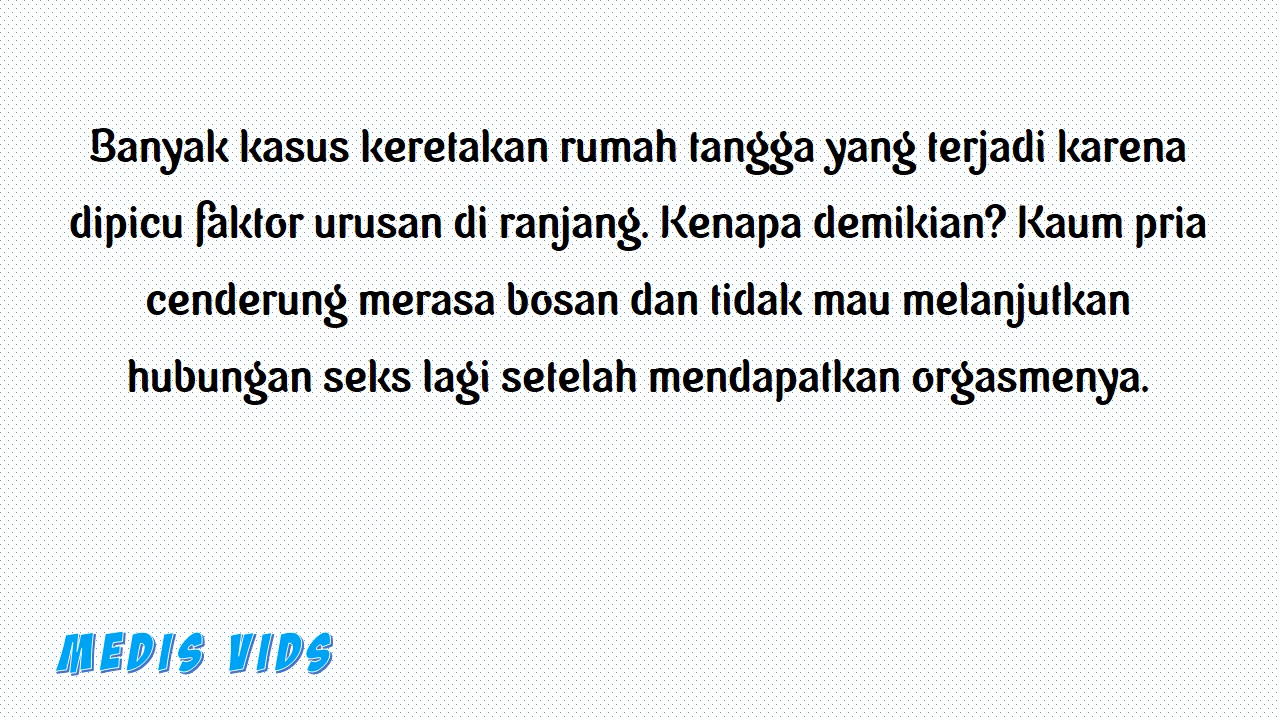 Banyak kasus keretakan rumah tangga yang terjadi karena
dipicu faktor urusan di ranjang. Kenapa demikian? Kaum pria
cenderung merasa bosan dan tidak mau melanjutkan
hubungan seks lagi setelah mendapatkan orgasmenya.
MEDIS VIDS